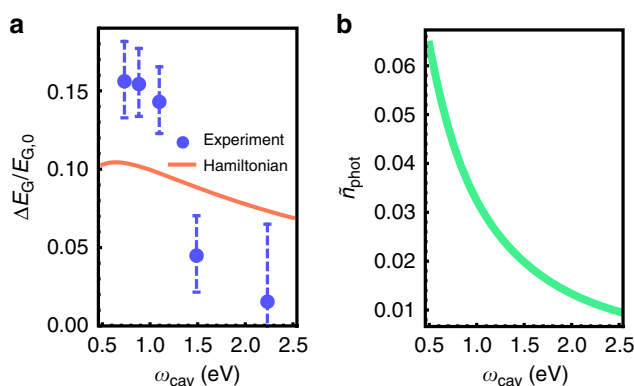 a
ΔE_G/E_G,0
0.15
0.10
0.05
0.00
0.5 1.0 1.5 2.0 2.5
ω_cav (eV)
Experiment
Hamiltonian
b
ñ_phot
0.06
0.05
0.04
0.03
0.02
0.01
0.5 1.0 1.5 2.0 2.5
ω_cav (eV)